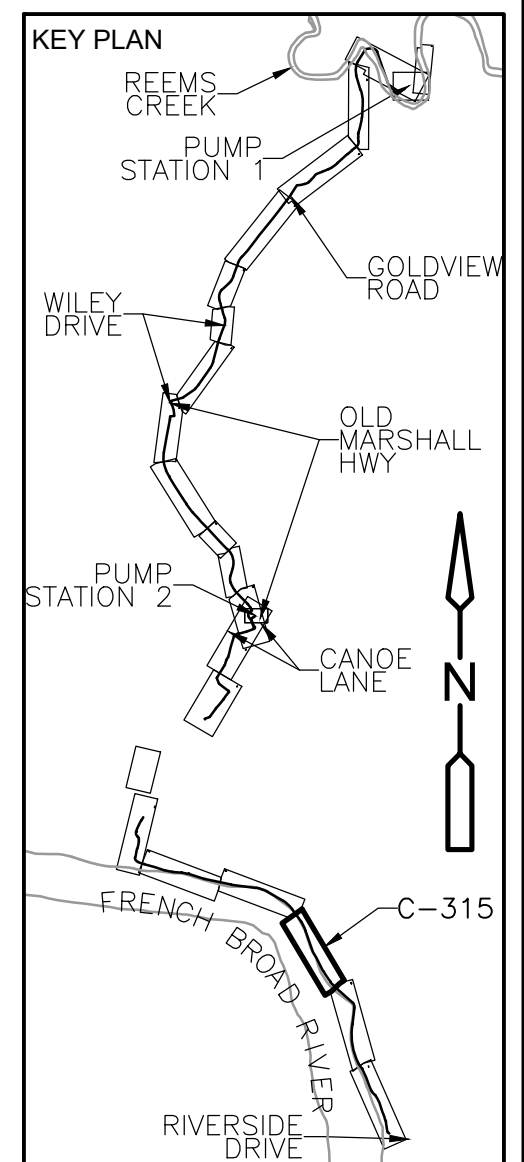 KEY PLAN
REEMS
CREEK
PUMP
STATION 1
GOLDVIEW
ROAD
WILEY
DRIVE
OLD
MARSHALL
HWY
PUMP
STATION 2
CANOE
LANE
N
C-315
FRENCH BROAD RIVER
RIVERSIDE
DRIVE